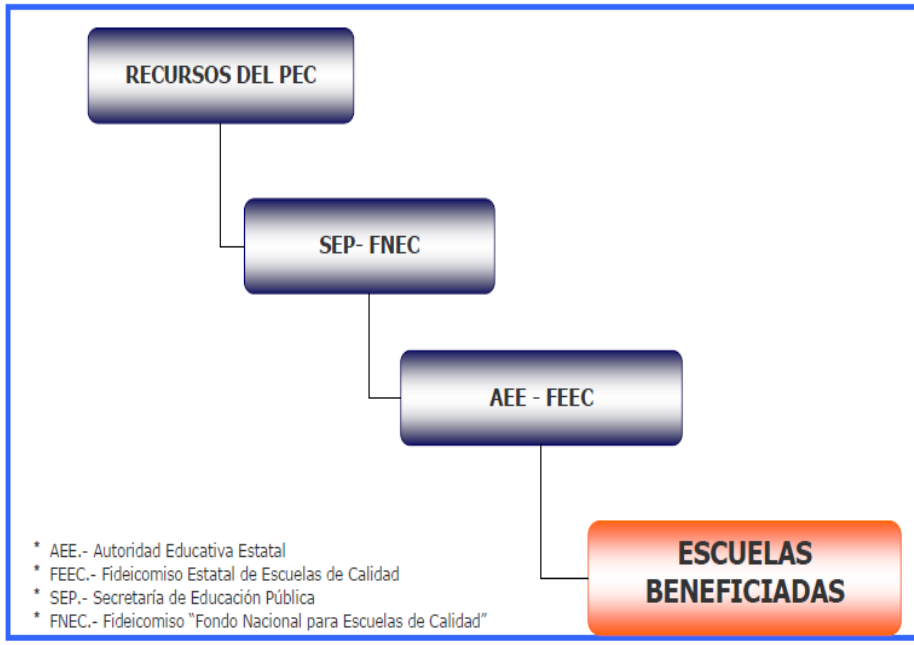 RECURSOS DEL PEC
SEP- FNEC
AEE - FEEC
ESCUELAS
BENEFICIADAS
* AEE.- Autoridad Educativa Estatal
* FEEC.- Fideicomiso Estatal de Escuelas de Calidad
* SEP.- Secretaría de Educación Pública
* FNEC.- Fideicomiso “Fondo Nacional para Escuelas de Calidad”